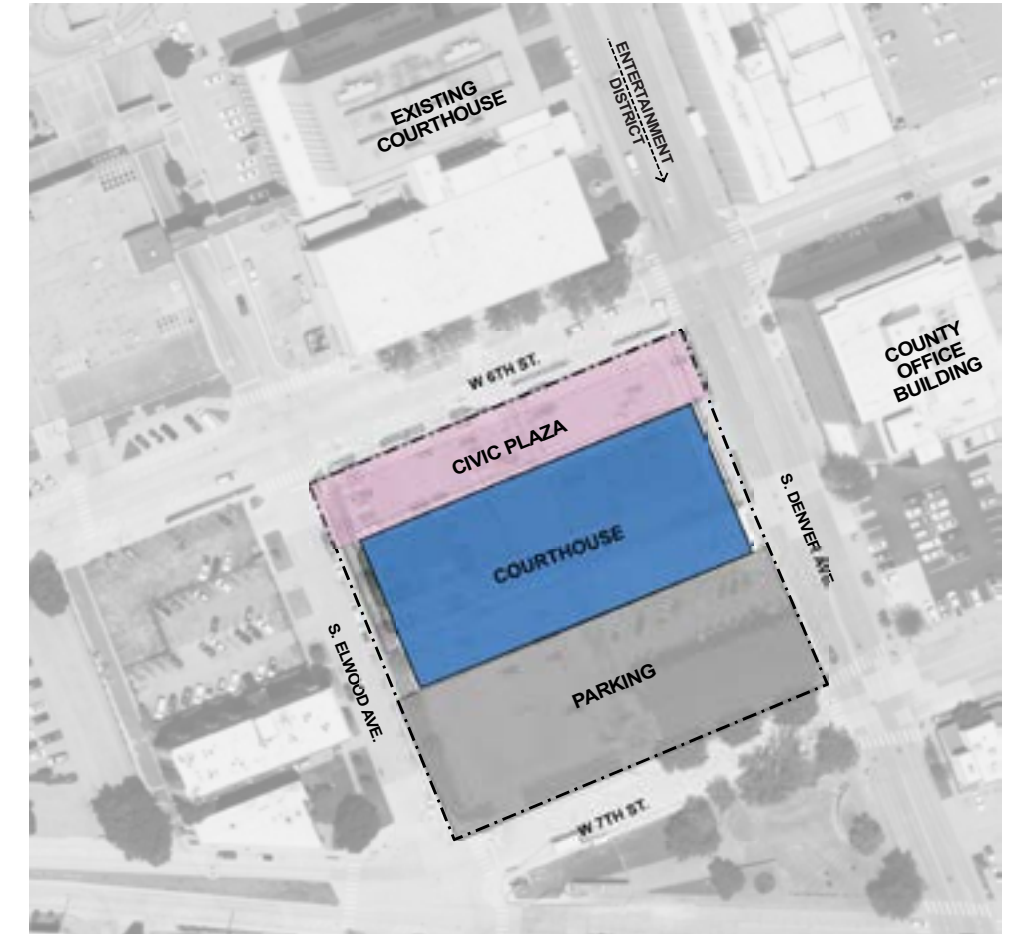 ENTERTAINMENT
DISTRICT
EXISTING
COURTHOUSE
COUNTY
OFFICE
BUILDING
W 6TH ST.
CIVIC PLAZA
S. DENVER AVE.
COURTHOUSE
S. ELWOOD AVE.
PARKING
W 7TH ST.